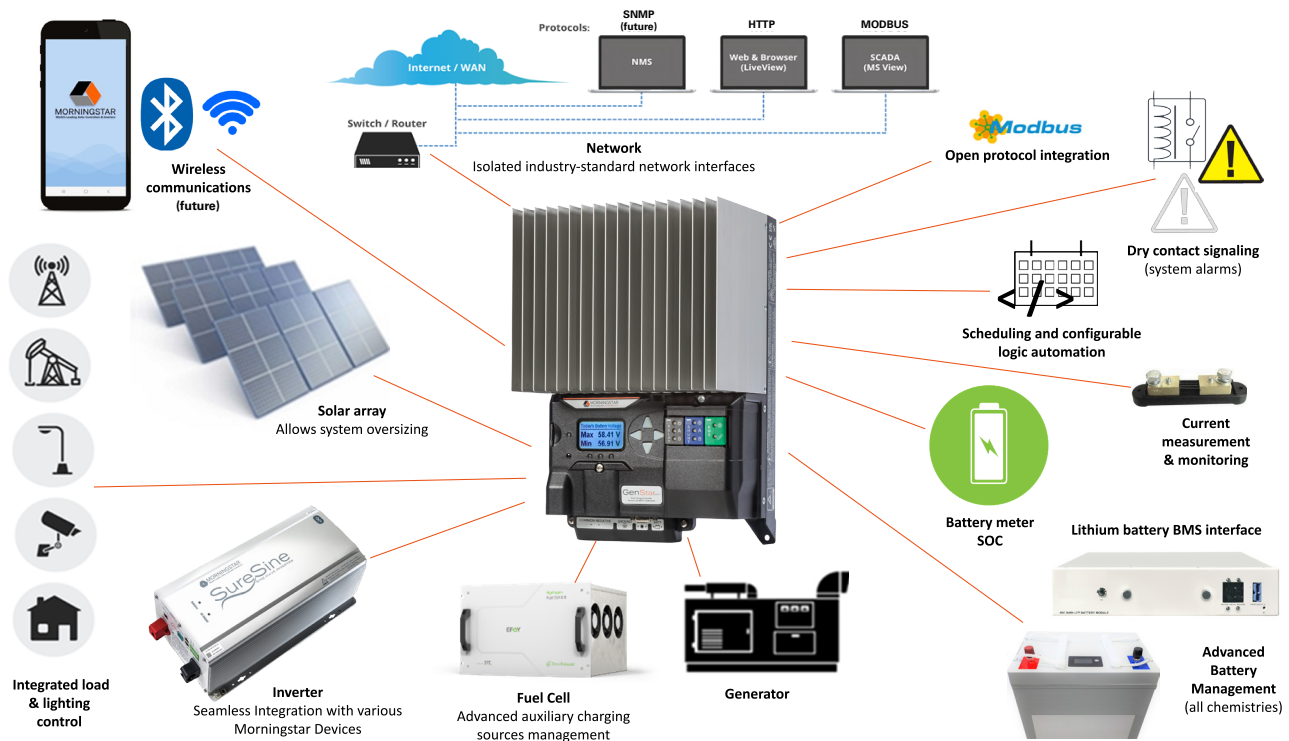 Protocols:
SNMP
(future)
HTTP
MODBUS
NMS
Web & Browser
(LiveView)
SCADA
(MS View)
Internet / WAN
Switch / Router
Network
Isolated industry-standard network interfaces
MORNINGSTAR
Wireless
communications
(future)
Modbus
Open protocol integration
Dry contact signaling
(system alarms)
Scheduling and configurable
logic automation
Current
measurement
& monitoring
Battery meter
SOC
Lithium battery BMS interface
Advanced
Battery
Management
(all chemistries)
Solar array
Allows system oversizing
MORNINGSTAR
Max 58.41 V
Min 56.91 V
GenStar
MORNINGSTAR
SureSine
Inverter
Seamless Integration with various
Morningstar Devices
EFOY
Fuel Cell
Advanced auxiliary charging
sources management
Generator
Integrated load
& lighting
control